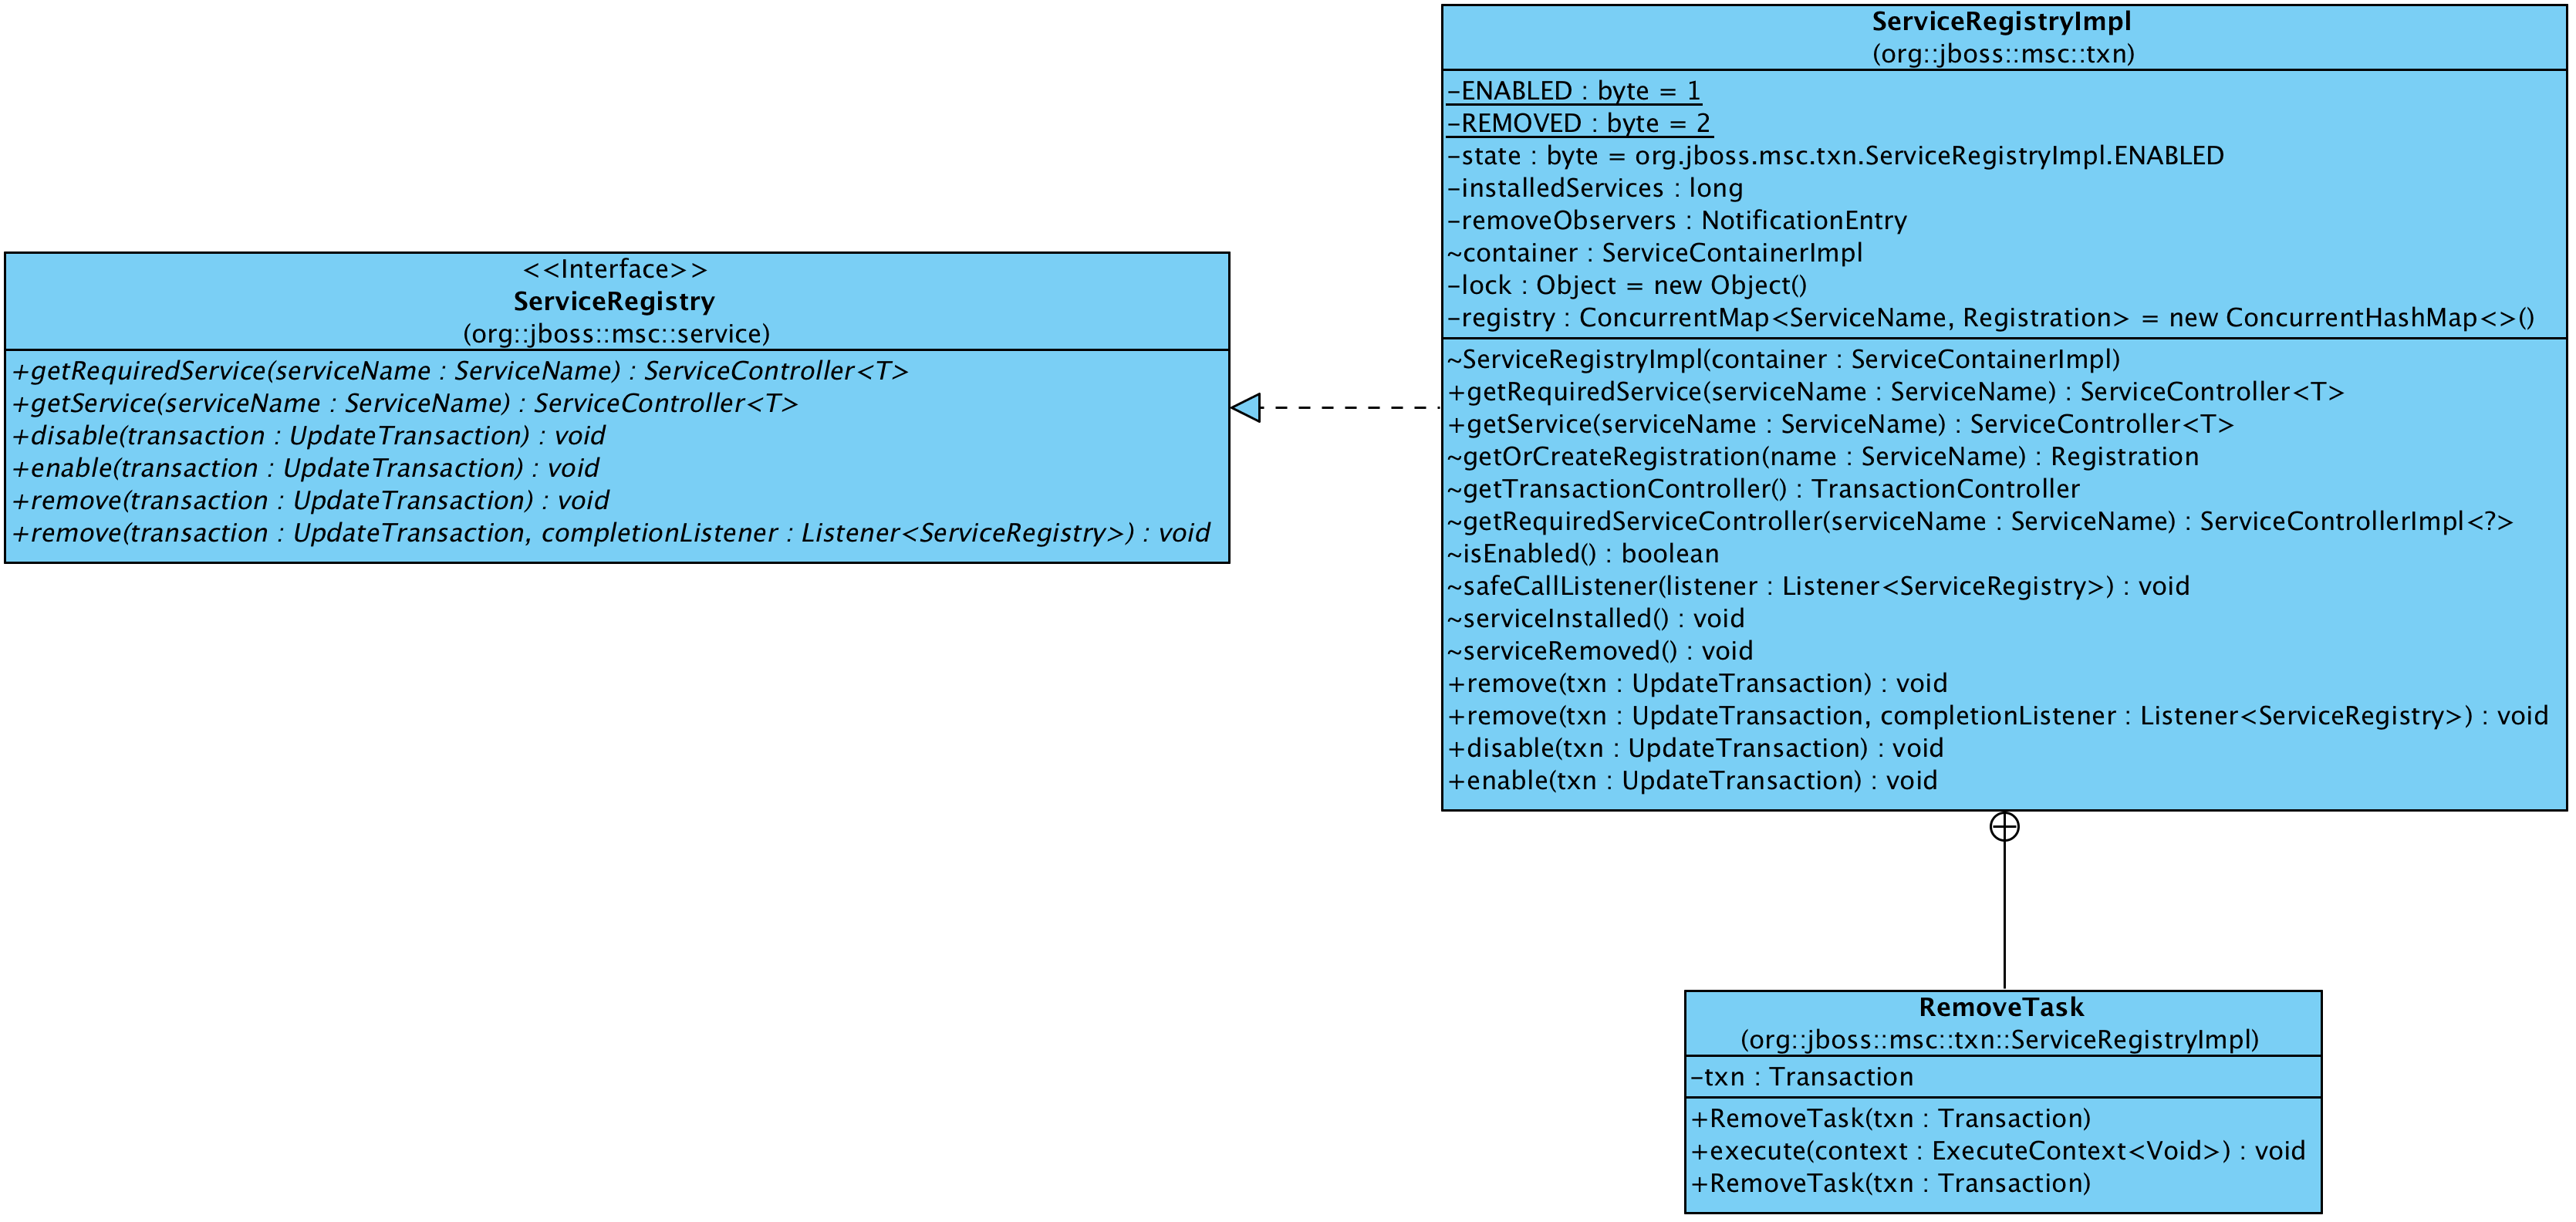 <<Interface>>
ServiceRegistry
(org::jboss::msc::service)
+getRequiredService(serviceName : ServiceName) : ServiceController<T>
+getService(serviceName : ServiceName) : ServiceController<T>
+disable(transaction : UpdateTransaction) : void
+enable(transaction : UpdateTransaction) : void
+remove(transaction : UpdateTransaction) : void
+remove(transaction : UpdateTransaction, completionListener : Listener<ServiceRegistry>) : void
ServiceRegistryImpl
(org::jboss::msc::txn)
-ENABLED : byte = 1
-REMOVED : byte = 2
-state : byte = org.jboss.msc.txn.ServiceRegistryImpl.ENABLED
-installedServices : long
-removeObservers : NotificationEntry
~container : ServiceContainerImpl
-lock : Object = new Object()
-registry : ConcurrentMap<ServiceName, Registration> = new ConcurrentHashMap<>()
~ServiceRegistryImpl(container : ServiceContainerImpl)
+getRequiredService(serviceName : ServiceName) : ServiceController<T>
+getService(serviceName : ServiceName) : ServiceController<T>
~getOrCreateRegistration(name : ServiceName) : Registration
~getTransactionController() : TransactionController
~getRequiredServiceController(serviceName : ServiceName) : ServiceControllerImpl<?>
~isEnabled() : boolean
~safeCallListener(listener : Listener<ServiceRegistry>) : void
~serviceInstalled() : void
~serviceRemoved() : void
+remove(txn : UpdateTransaction) : void
+remove(txn : UpdateTransaction, completionListener : Listener<ServiceRegistry>) : void
+disable(txn : UpdateTransaction) : void
+enable(txn : UpdateTransaction) : void
RemoveTask
(org::jboss::msc::txn::ServiceRegistryImpl)
-txn : Transaction
+RemoveTask(txn : Transaction)
+execute(context : ExecuteContext<Void>) : void
+RemoveTask(txn : Transaction)